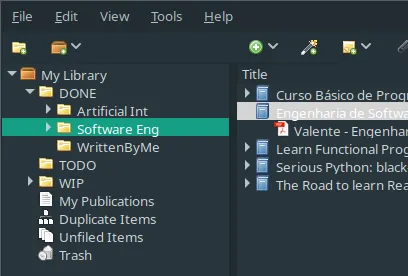 File Edit View Tools Help
Title
My Library
DONE
Artificial Int
Software Eng
WrittenByMe
TODO
WIP
My Publications
Duplicate Items
Unfiled Items
Trash
Curso Básico de Prog
Engenharia de Softwa
Valente - Engenhar
Learn Functional Prog
Serious Python: black
The Road to learn Rea